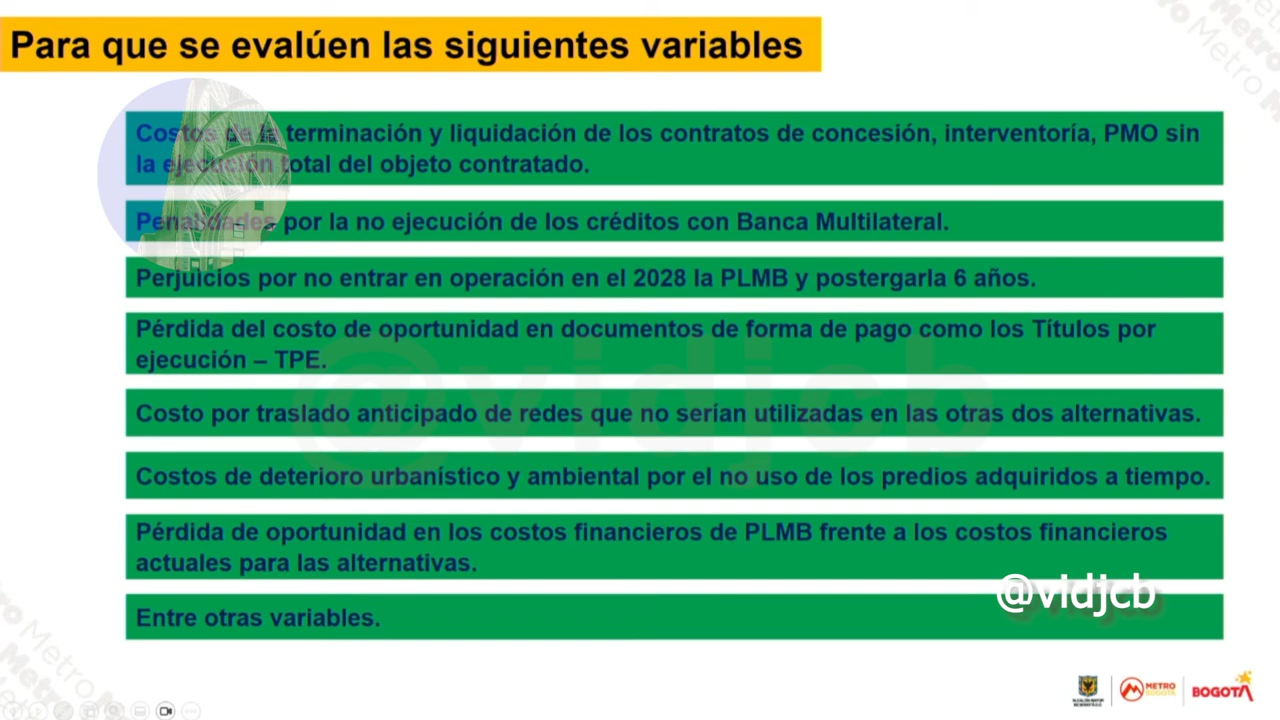 Para que se evalúen las siguientes variables
Costos de la terminación y liquidación de los contratos de concesión, interventoría, PMO sin
la ejecución total del objeto contratado.
Penalidades por la no ejecución de los créditos con Banca Multilateral.
Perjuicios por no entrar en operación en el 2028 la PLMB y postergarla 6 años.
Pérdida del costo de oportunidad en documentos de forma de pago como los Títulos por
ejecución – TPE.
Costo por traslado anticipado de redes que no serían utilizadas en las otras dos alternativas.
Costos de deterioro urbanístico y ambiental por el no uso de los predios adquiridos a tiempo.
Pérdida de oportunidad en los costos financieros de PLMB frente a los costos financieros
actuales para las alternativas.
Entre otras variables.
@vidjcb
@vidjcb
METRO
BOGOTÁ
Metro
Metro
Metro
Metro